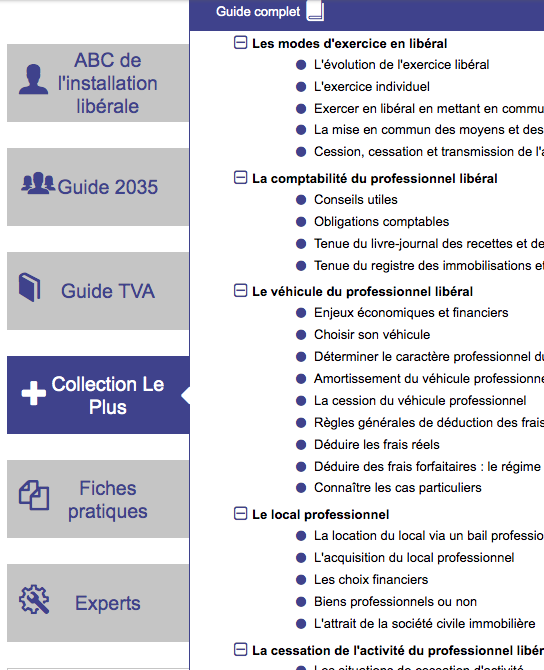 Guide complet
ABC de
l'installation
libérale
Guide 2035
Guide TVA
Collection Le
Plus
Fiches
pratiques
Experts
Les modes d'exercice en libéral
L'évolution de l'exercice libéral
L'exercice individuel
Exercer en libéral en mettant en commu
La mise en commun des moyens et des
Cession, cessation et transmission de l'a
La comptabilité du professionnel libéral
Conseils utiles
Obligations comptables
Tenue du livre-journal des recettes et de
Tenue du registre des immobilisations et
Le véhicule du professionnel libéral
Enjeux économiques et financiers
Choisir son véhicule
Déterminer le caractère professionnel du
Amortissement du véhicule professionne
La cession du véhicule professionnel
Règles générales de déduction des frais
Déduire les frais réels
Déduire des frais forfaitaires : le régime
Connaître les cas particuliers
Le local professionnel
La location du local via un bail professio
L'acquisition du local professionnel
Les choix financiers
Biens professionnels ou non
L'attrait de la société civile immobilière
La cessation de l'activité du professionnel libér
Les situations de cessation d'activité